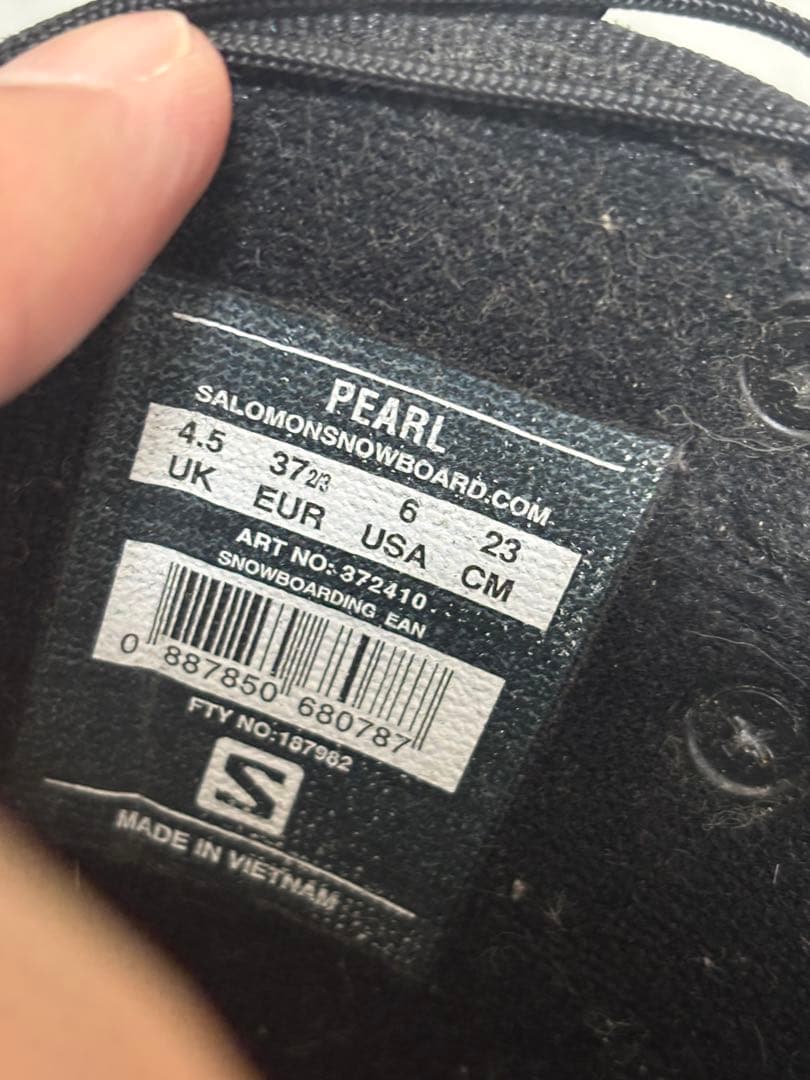 PEARL
SALOMONSNOWBOARD.COM
4.5 37 2/3 6 23
UK EUR USA CM
ART NO: 372410
SNOWBOARDING EAN
0 887850 680787
FTY NO:187982
S
MADE IN VIETNAM